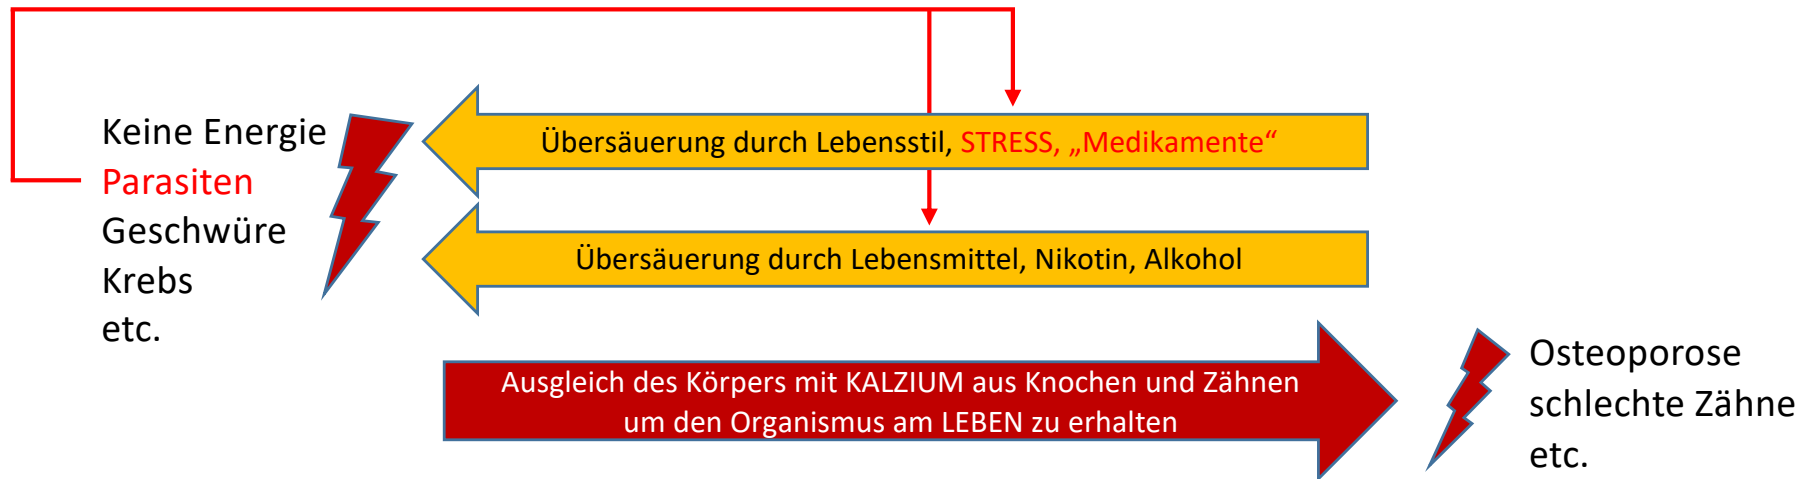 Keine Energie
Parasiten
Geschwüre
Krebs
etc.
Übersäuerung durch Lebensstil, STRESS, „Medikamente“
Übersäuerung durch Lebensmittel, Nikotin, Alkohol
Ausgleich des Körpers mit KALZIUM aus Knochen und Zähnen
um den Organismus am LEBEN zu erhalten
Osteoporose
schlechte Zähne
etc.